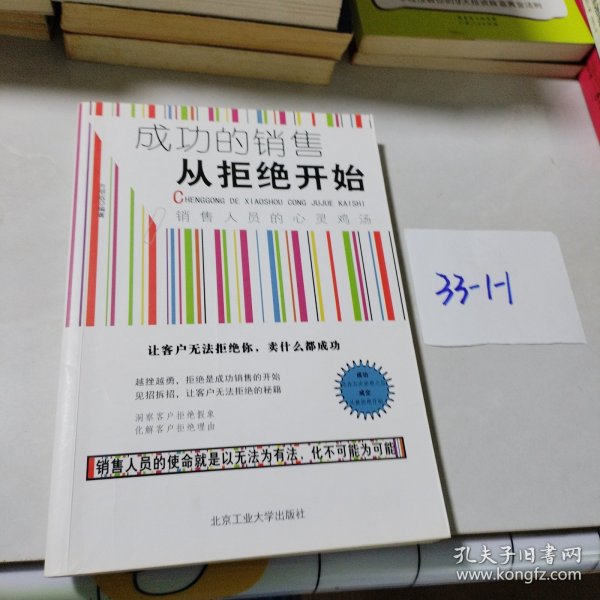 成功的销售
从拒绝开始
CHENGGONG DE XIAOSHOU CONG JUJUE KAISHI
销售人员的心灵鸡汤
让客户无法拒绝你，卖什么都成功
越挫越勇，拒绝是成功销售的开始
见招拆招，让客户无法拒绝的秘籍
洞察客户拒绝假象
化解客户拒绝理由
成功
成交
销售人员的使命就是以无法为有法，化不可能为可能
北京工业大学出版社
33-1-1
孔夫子旧书网
www.kongfz.com